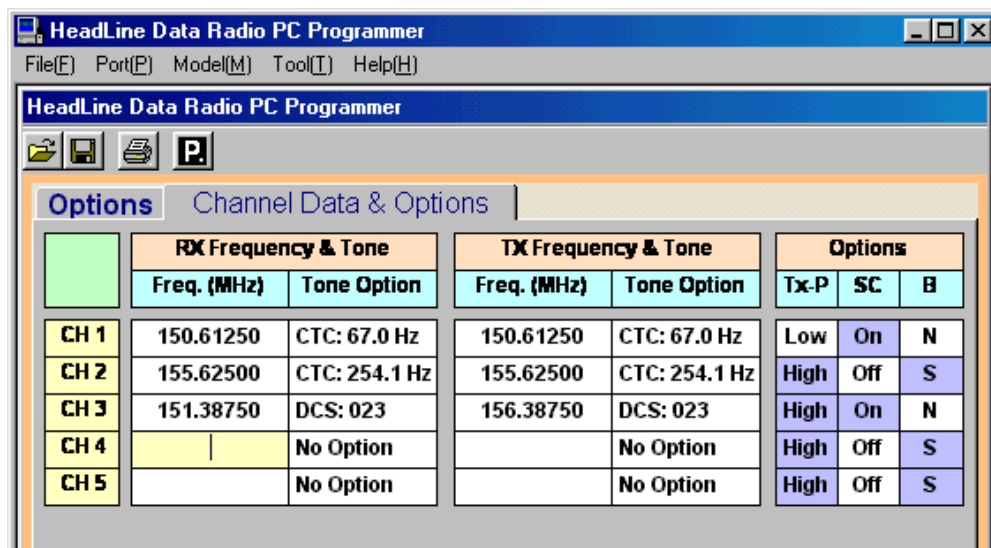 HeadLine Data Radio PC Programmer
File(F) Port(P) Model(M) Tool(T) Help(H)
HeadLine Data Radio PC Programmer
P.
Options Channel Data & Options
RX Frequency & Tone TX Frequency & Tone Options
Freq. (MHz) Tone Option Freq. (MHz) Tone Option Tx-P SC B
CH 1 150.61250 CTC: 67.0 Hz 150.61250 CTC: 67.0 Hz Low On N
CH 2 155.62500 CTC: 254.1 Hz 155.62500 CTC: 254.1 Hz High Off S
CH 3 151.38750 DCS: 023 156.38750 DCS: 023 High On N
CH 4 No Option No Option High Off S
CH 5 No Option No Option High Off S